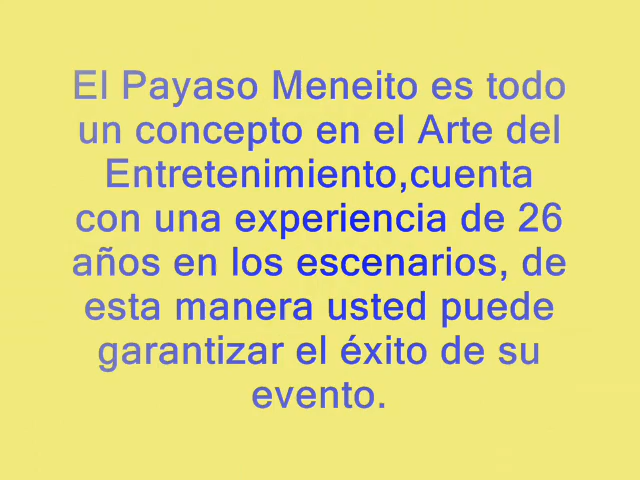 El Payaso Meneito es todo
un concepto en el Arte del
Entretenimiento,cuenta
con una experiencia de 26
años en los escenarios, de
esta manera usted puede
garantizar el éxito de su
evento.